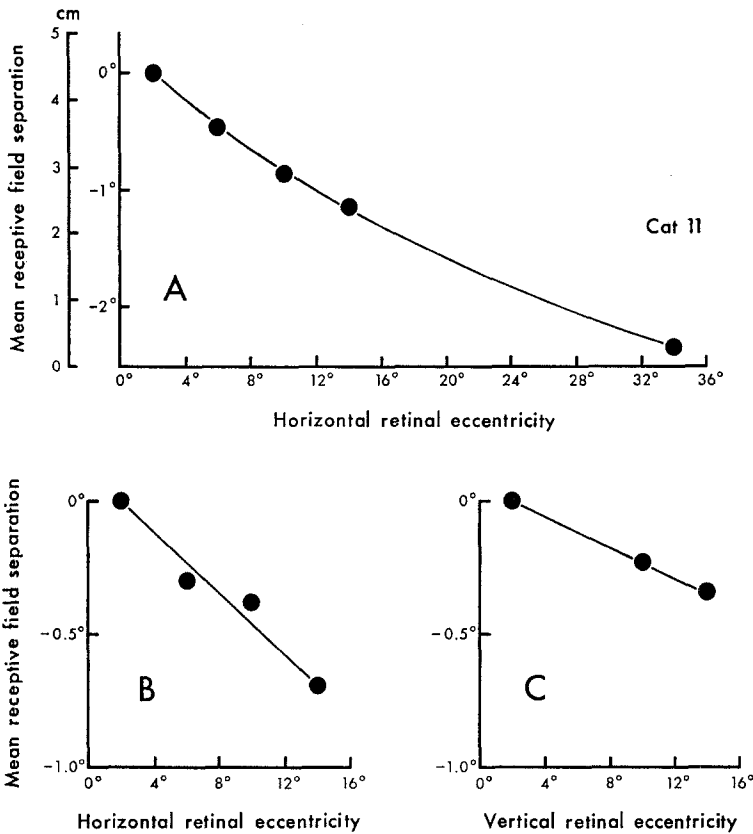 cm
Mean receptive field separation
5
4
3
2
1
0
0°
−1°
−2°
A
Cat 11
0° 4° 8° 12° 16° 20° 24° 28° 32° 36°
Horizontal retinal eccentricity
Mean receptive field separation
0°
−0.5°
−1.0°
B
0° 4° 8° 12° 16°
Horizontal retinal eccentricity
0°
−0.5°
−1.0°
C
0° 4° 8° 12° 16°
Vertical retinal eccentricity